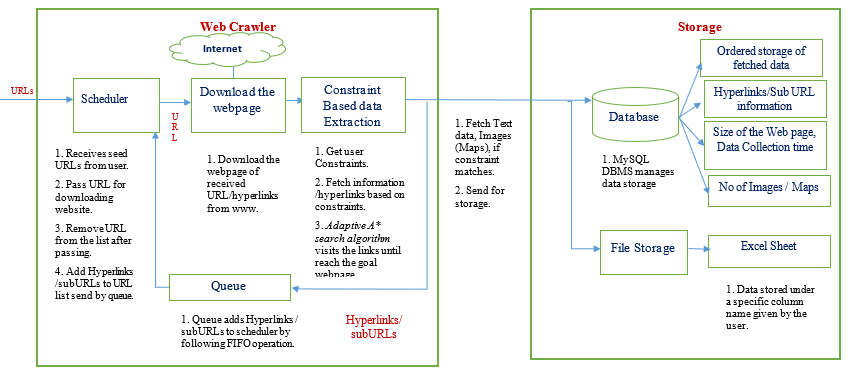 Web Crawler
Internet
URLs
Scheduler
U
R
L
Download the
webpage
Constraint
Based data
Extraction
1. Receives seed
URLs from user.
2. Pass URL for
downloading
website.
3. Remove URL
from the list after
passing.
4. Add Hyperlinks
/subURLs to URL
list send by queue.
1. Download the
webpage of
received
URL/hyperlinks
from www.
1. Get user
Constraints.
2. Fetch information
/hyperlinks based on
constraints.
3. Adaptive A*
search algorithm
visits the links until
reach the goal
webpage
Queue
1. Queue adds Hyperlinks /
subURLs to scheduler by
following FIFO operation.
Hyperlinks/
subURLs
1. Fetch Text
data, Images
(Maps), if
constraint
matches.
2. Send for
storage.
Storage
Database
1. MySQL
DBMS manages
data storage
Ordered storage of
fetched data
Hyperlinks/Sub URL
information
Size of the Web page,
Data Collection time
No of Images / Maps
File Storage
Excel Sheet
1. Data stored under
a specific column
name given by the
user.